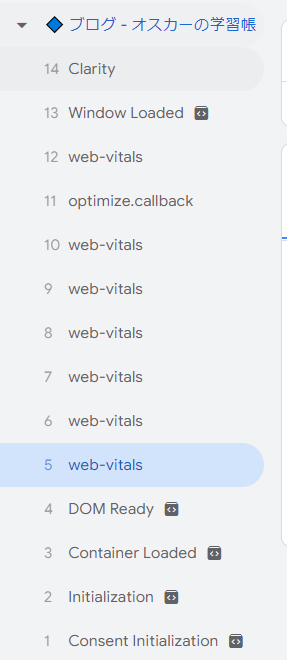 ブログ - オスカーの学習帳
14 Clarity
13 Window Loaded
12 web-vitals
11 optimize.callback
10 web-vitals
9 web-vitals
8 web-vitals
7 web-vitals
6 web-vitals
5 web-vitals
4 DOM Ready
3 Container Loaded
2 Initialization
1 Consent Initialization